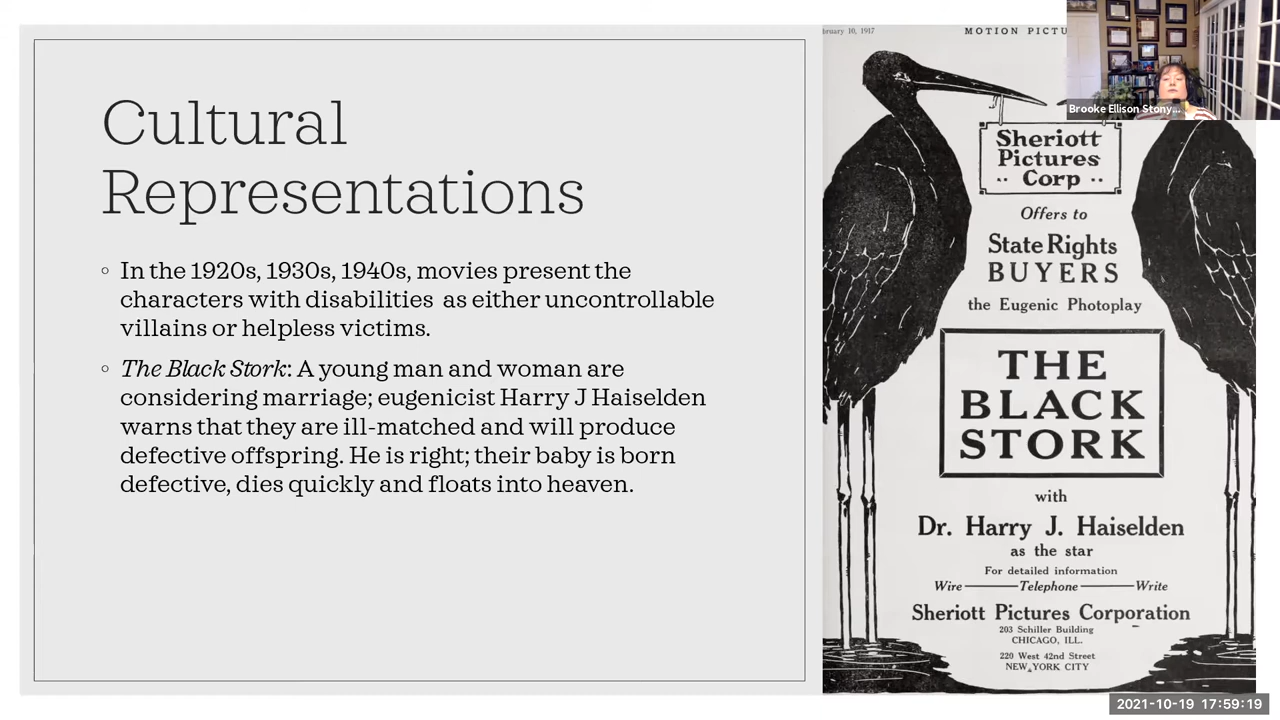 Cultural
Representations
In the 1920s, 1930s, 1940s, movies present the
characters with disabilities as either uncontrollable
villains or helpless victims.
The Black Stork: A young man and woman are
considering marriage; eugenicist Harry J Haiselden
warns that they are ill-matched and will produce
defective offspring. He is right; their baby is born
defective, dies quickly and floats into heaven.
10, 1917
MOTION
Sheriott
Pictures
Corp
Offers to
State Rights
BUYERS
the Eugenic Photoplay
THE
BLACK
STORK
with
Dr. Harry J. Haiselden
as the star
For detailed information
Wire — Telephone — Write
Sheriott Pictures Corporation
203 Schiller Building
CHICAGO, ILL.
220 West 42nd Street
NEW YORK CITY
Brooke Ellison Stony...
2021-10-19 17:59:19